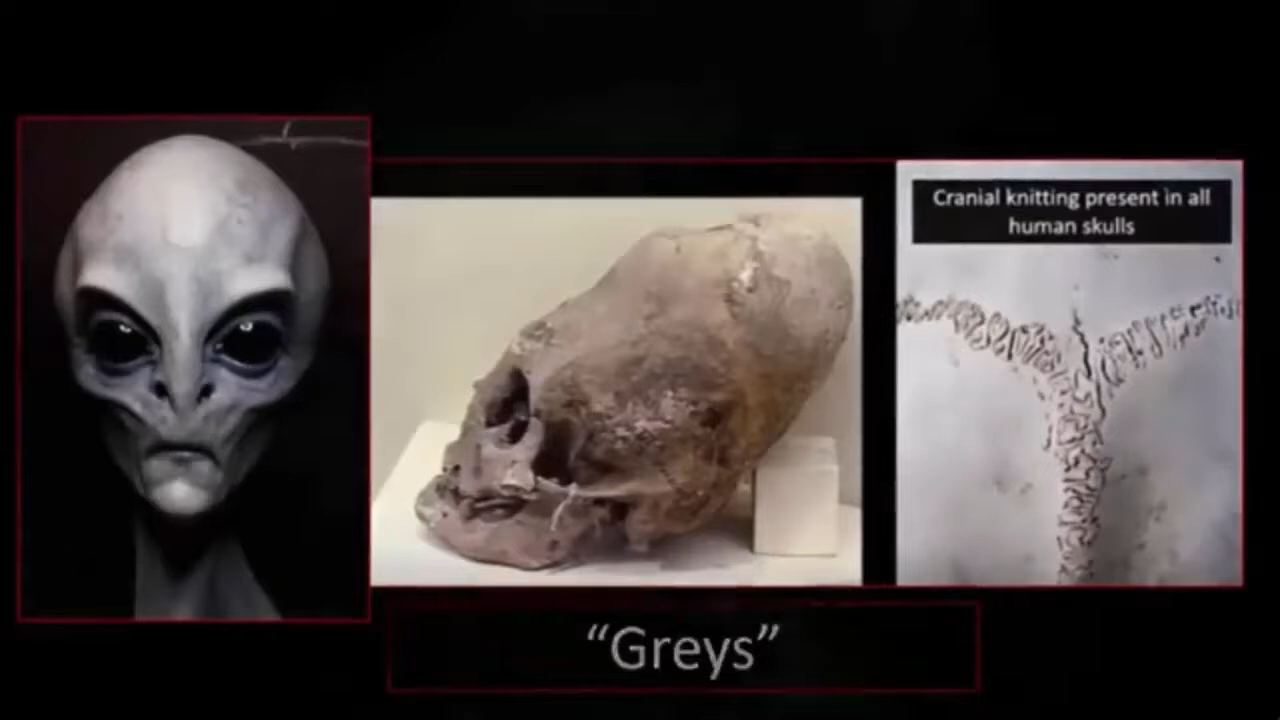 Cranial knitting present in all
human skulls
“Greys”